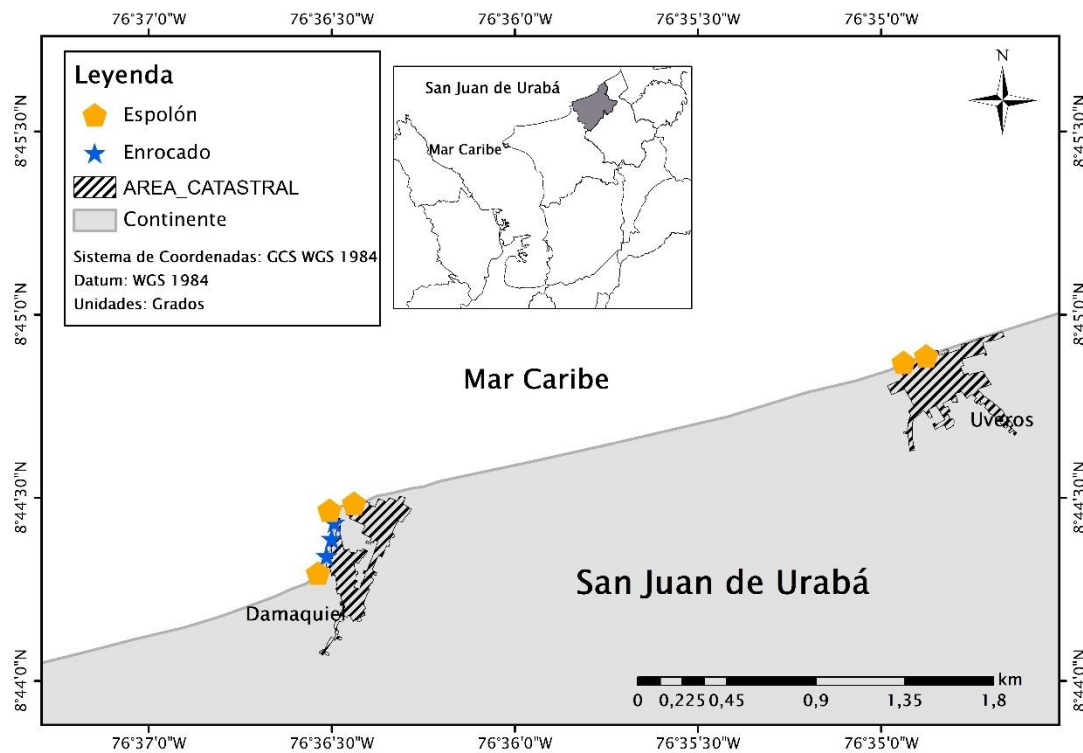 76°37'0"W 76°36'30"W 76°36'0"W 76°35'30"W 76°35'0"W
Leyenda
Espolón
Enrocado
AREA_CATASTRAL
Continente
Sistema de Coordenadas: GCS WGS 1984
Datum: WGS 1984
Unidades: Grados
San Juan de Urabá
Mar Caribe
N
8°45'30"N
8°45'30"N
8°45'0"N
8°45'0"N
Mar Caribe
Uveros
8°44'30"N
8°44'30"N
San Juan de Urabá
Damaquiel
8°44'0"N
8°44'0"N
km
0 0,225 0,45 0,9 1,35 1,8
76°37'0"W 76°36'30"W 76°36'0"W 76°35'30"W 76°35'0"W